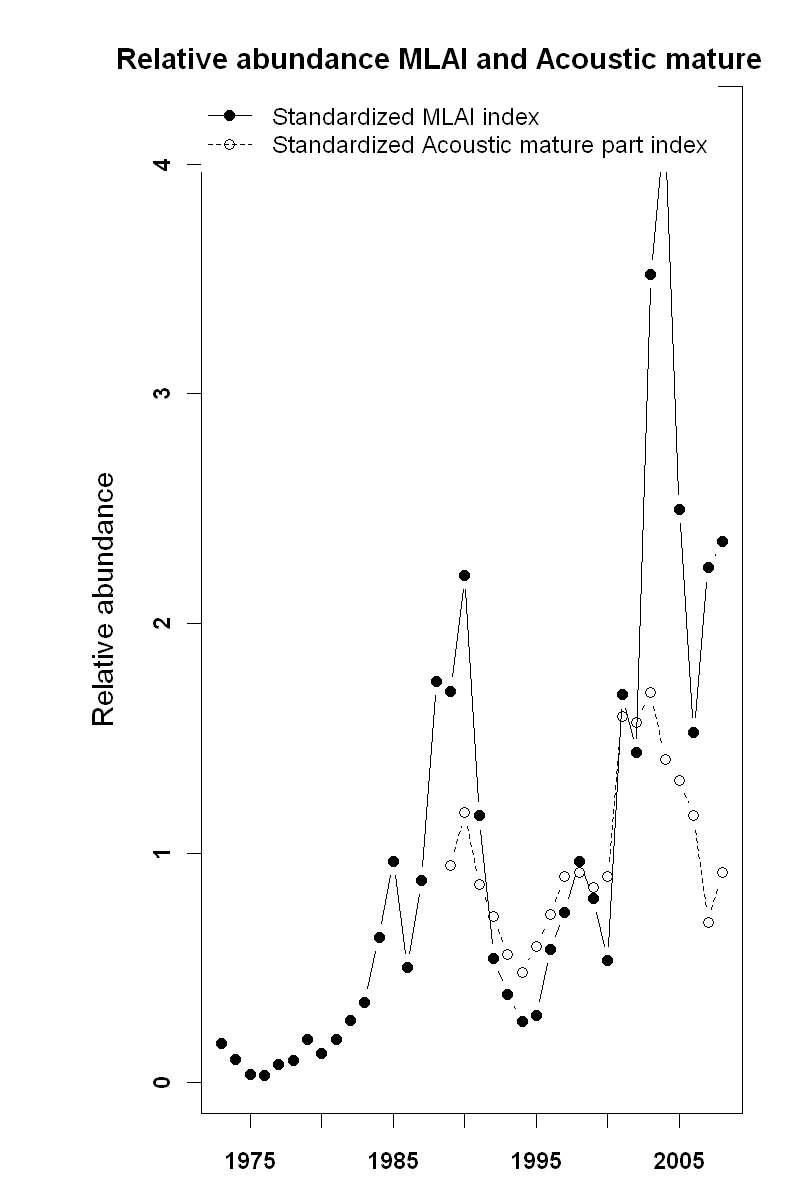 Relative abundance MLAI and Acoustic mature
Standardized MLAI index
Standardized Acoustic mature part index
4
3
2
1
0
Relative abundance
1975 1985 1995 2005